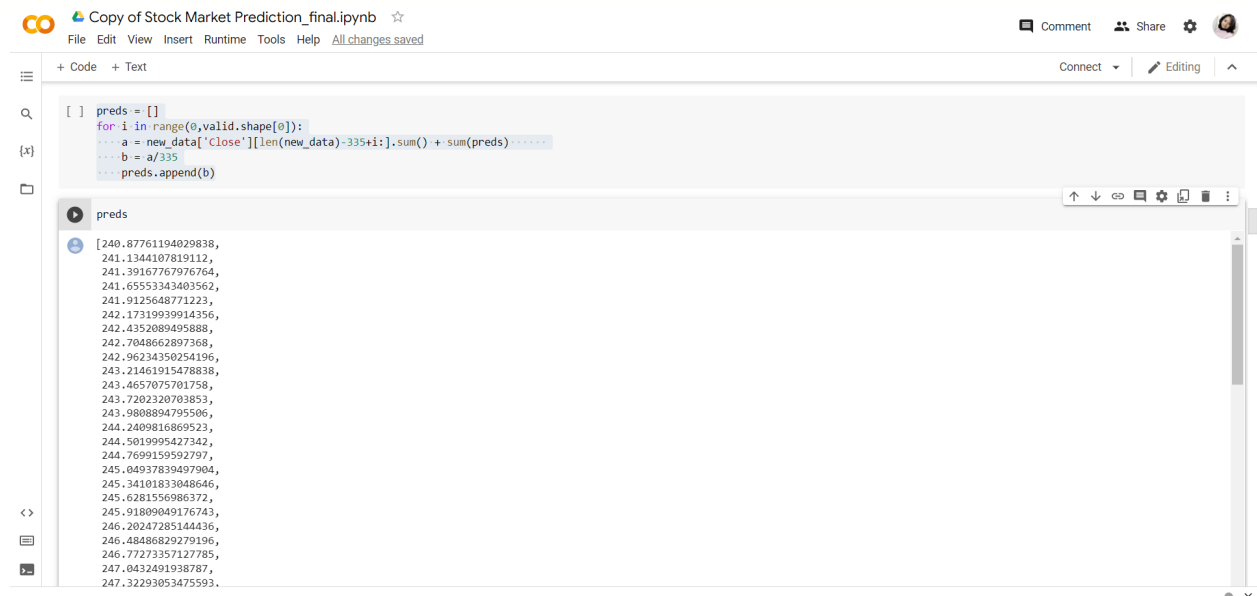 Copy of Stock Market Prediction_final.ipynb
File Edit View Insert Runtime Tools Help All changes saved
Comment Share
+ Code + Text
Connect Editing
[ ] preds = []
for i in range(0,valid.shape[0]):
a = new_data['Close'][len(new_data)-335+i:].sum() + sum(preds)
b = a/335
preds.append(b)
{x}
preds
[240.87761194029838,
241.1344107819112,
241.39167767976764,
241.65553343403562,
241.9125648771223,
242.17319939914356,
242.4352089495888,
242.7048662897368,
242.96234350254196,
243.21461915478838,
243.4657075701758,
243.7202320703853,
243.9808894795506,
244.2409816869523,
244.5019995427342,
244.7699159592797,
245.04937839497904,
245.34101833048646,
245.6281556986372,
245.91809049176743,
246.20247285144436,
246.48486829279196,
246.77273357127785,
247.0432491938787,
247.32293053475593,